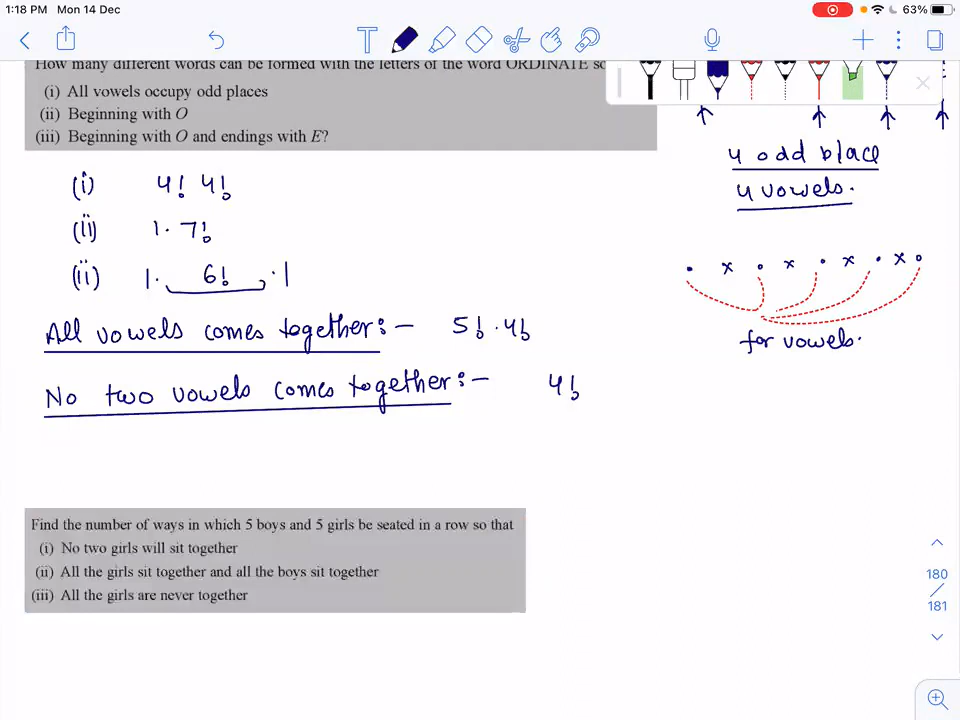 1:18 PM Mon 14 Dec
63%
How many different words can be formed with the letters of the word ORDINATE so
(i) All vowels occupy odd places
(ii) Beginning with O
(iii) Beginning with O and endings with E?
4 odd place
4 vowels.
(i) 4! 4!
(ii) 1. 7!
(ii) 1. 6! .1
. x . x . x . x .
for vowels.
All vowels comes together:- 5! . 4!
No two vowels comes together:- 4!
Find the number of ways in which 5 boys and 5 girls be seated in a row so that
(i) No two girls will sit together
(ii) All the girls sit together and all the boys sit together
(iii) All the girls are never together
180
/
181